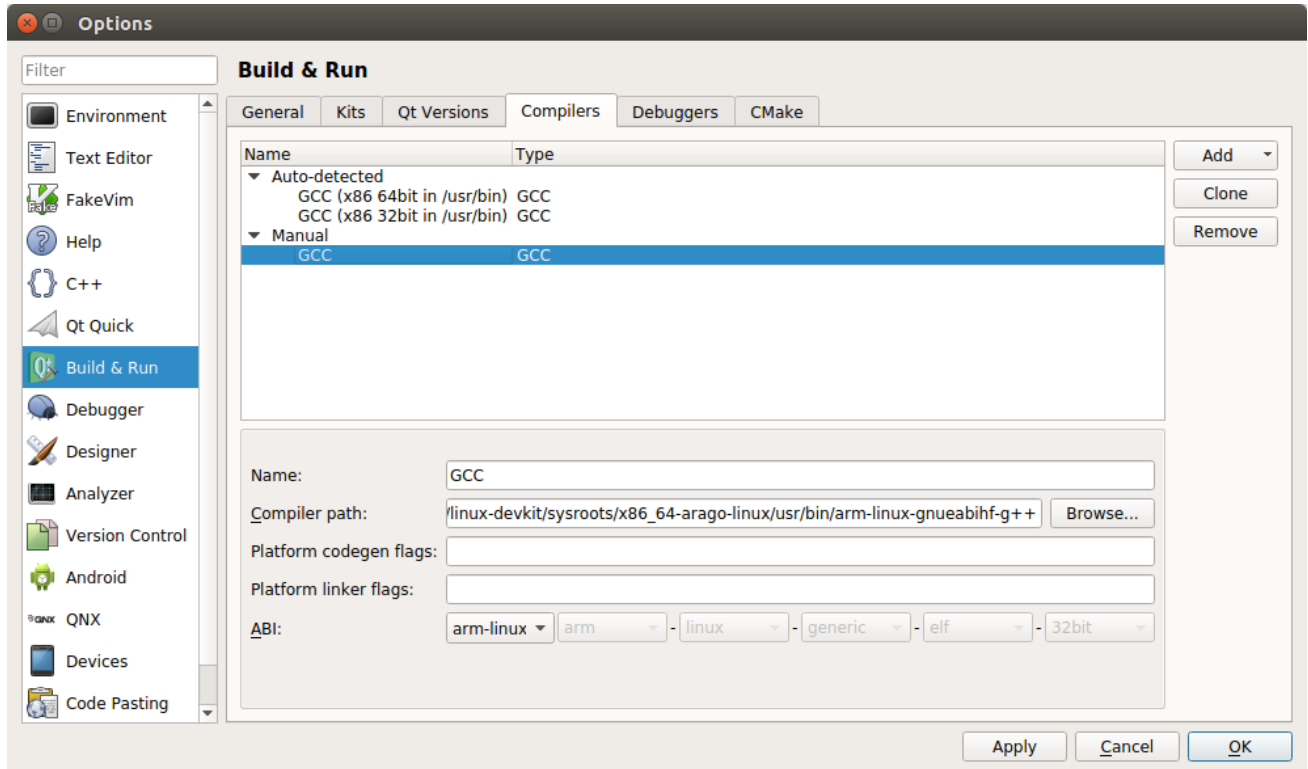 Options
Filter
Environment
Text Editor
FakeVim
Help
C++
Qt Quick
Build & Run
Debugger
Designer
Analyzer
Version Control
Android
QNX
Devices
Code Pasting
Build & Run
General Kits Qt Versions Compilers Debuggers CMake
Name Type
Auto-detected
GCC (x86 64bit in /usr/bin) GCC
GCC (x86 32bit in /usr/bin) GCC
Manual
GCC GCC
Add
Clone
Remove
Name: GCC
Compiler path: /linux-devkit/sysroots/x86_64-arago-linux/usr/bin/arm-linux-gnueabihf-g++ Browse...
Platform codegen flags:
Platform linker flags:
ABI: arm-linux arm - linux - generic - elf - 32bit
Apply Cancel OK